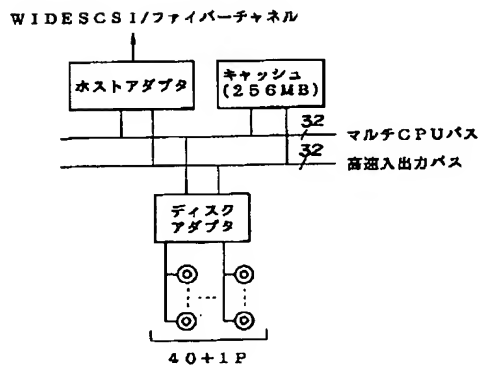 WIDESCSI/ファイバーチャネル
ホストアダプタ
キャッシュ
(256MB)
32
マルチCPUバス
32
高速入出力バス
ディスク
アダプタ
40+1P